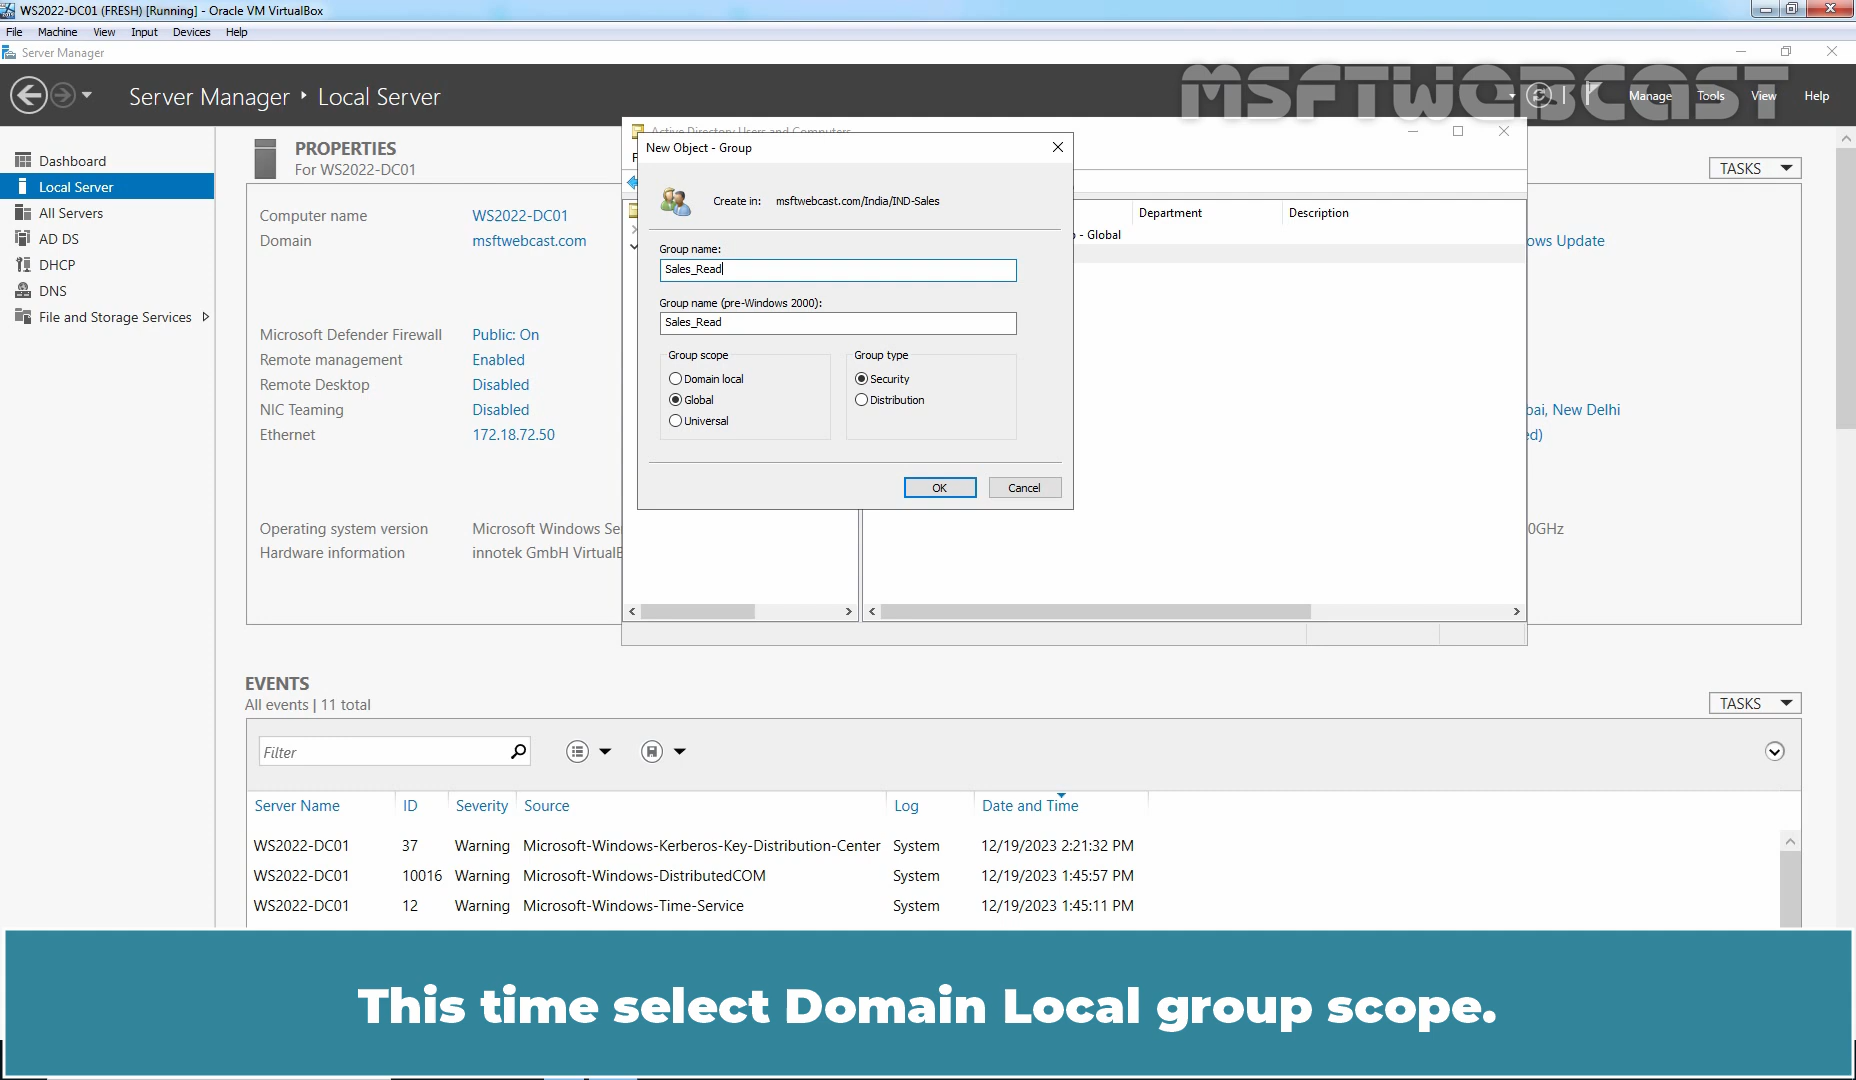 WS2022-DC01 (FRESH) [Running] - Oracle VM VirtualBox
File Machine View Input Devices Help
Server Manager
Server Manager Local Server
MSFTWEBCAST
Manage Tools View Help
Dashboard
Local Server
All Servers
AD DS
DHCP
DNS
File and Storage Services
PROPERTIES
For WS2022-DC01
TASKS
Computer name WS2022-DC01
Domain msftwebcast.com
Microsoft Defender Firewall Public: On
Remote management Enabled
Remote Desktop Disabled
NIC Teaming Disabled
Ethernet 172.18.72.50
Operating system version Microsoft Windows Se
Hardware information innotek GmbH VirtualB
Active Directory Users and Computers
New Object - Group
Create in: msftwebcast.com/India/IND-Sales
Group name:
Sales_Read
Group name (pre-Windows 2000):
Sales_Read
Group scope
Domain local
Global
Universal
Group type
Security
Distribution
OK Cancel
Department Description
- Global
ows Update
bai, New Delhi
ed)
0GHz
EVENTS
All events | 11 total
TASKS
Filter
Server Name ID Severity Source Log Date and Time
WS2022-DC01 37 Warning Microsoft-Windows-Kerberos-Key-Distribution-Center System 12/19/2023 2:21:32 PM
WS2022-DC01 10016 Warning Microsoft-Windows-DistributedCOM System 12/19/2023 1:45:57 PM
WS2022-DC01 12 Warning Microsoft-Windows-Time-Service System 12/19/2023 1:45:11 PM
This time select Domain Local group scope.